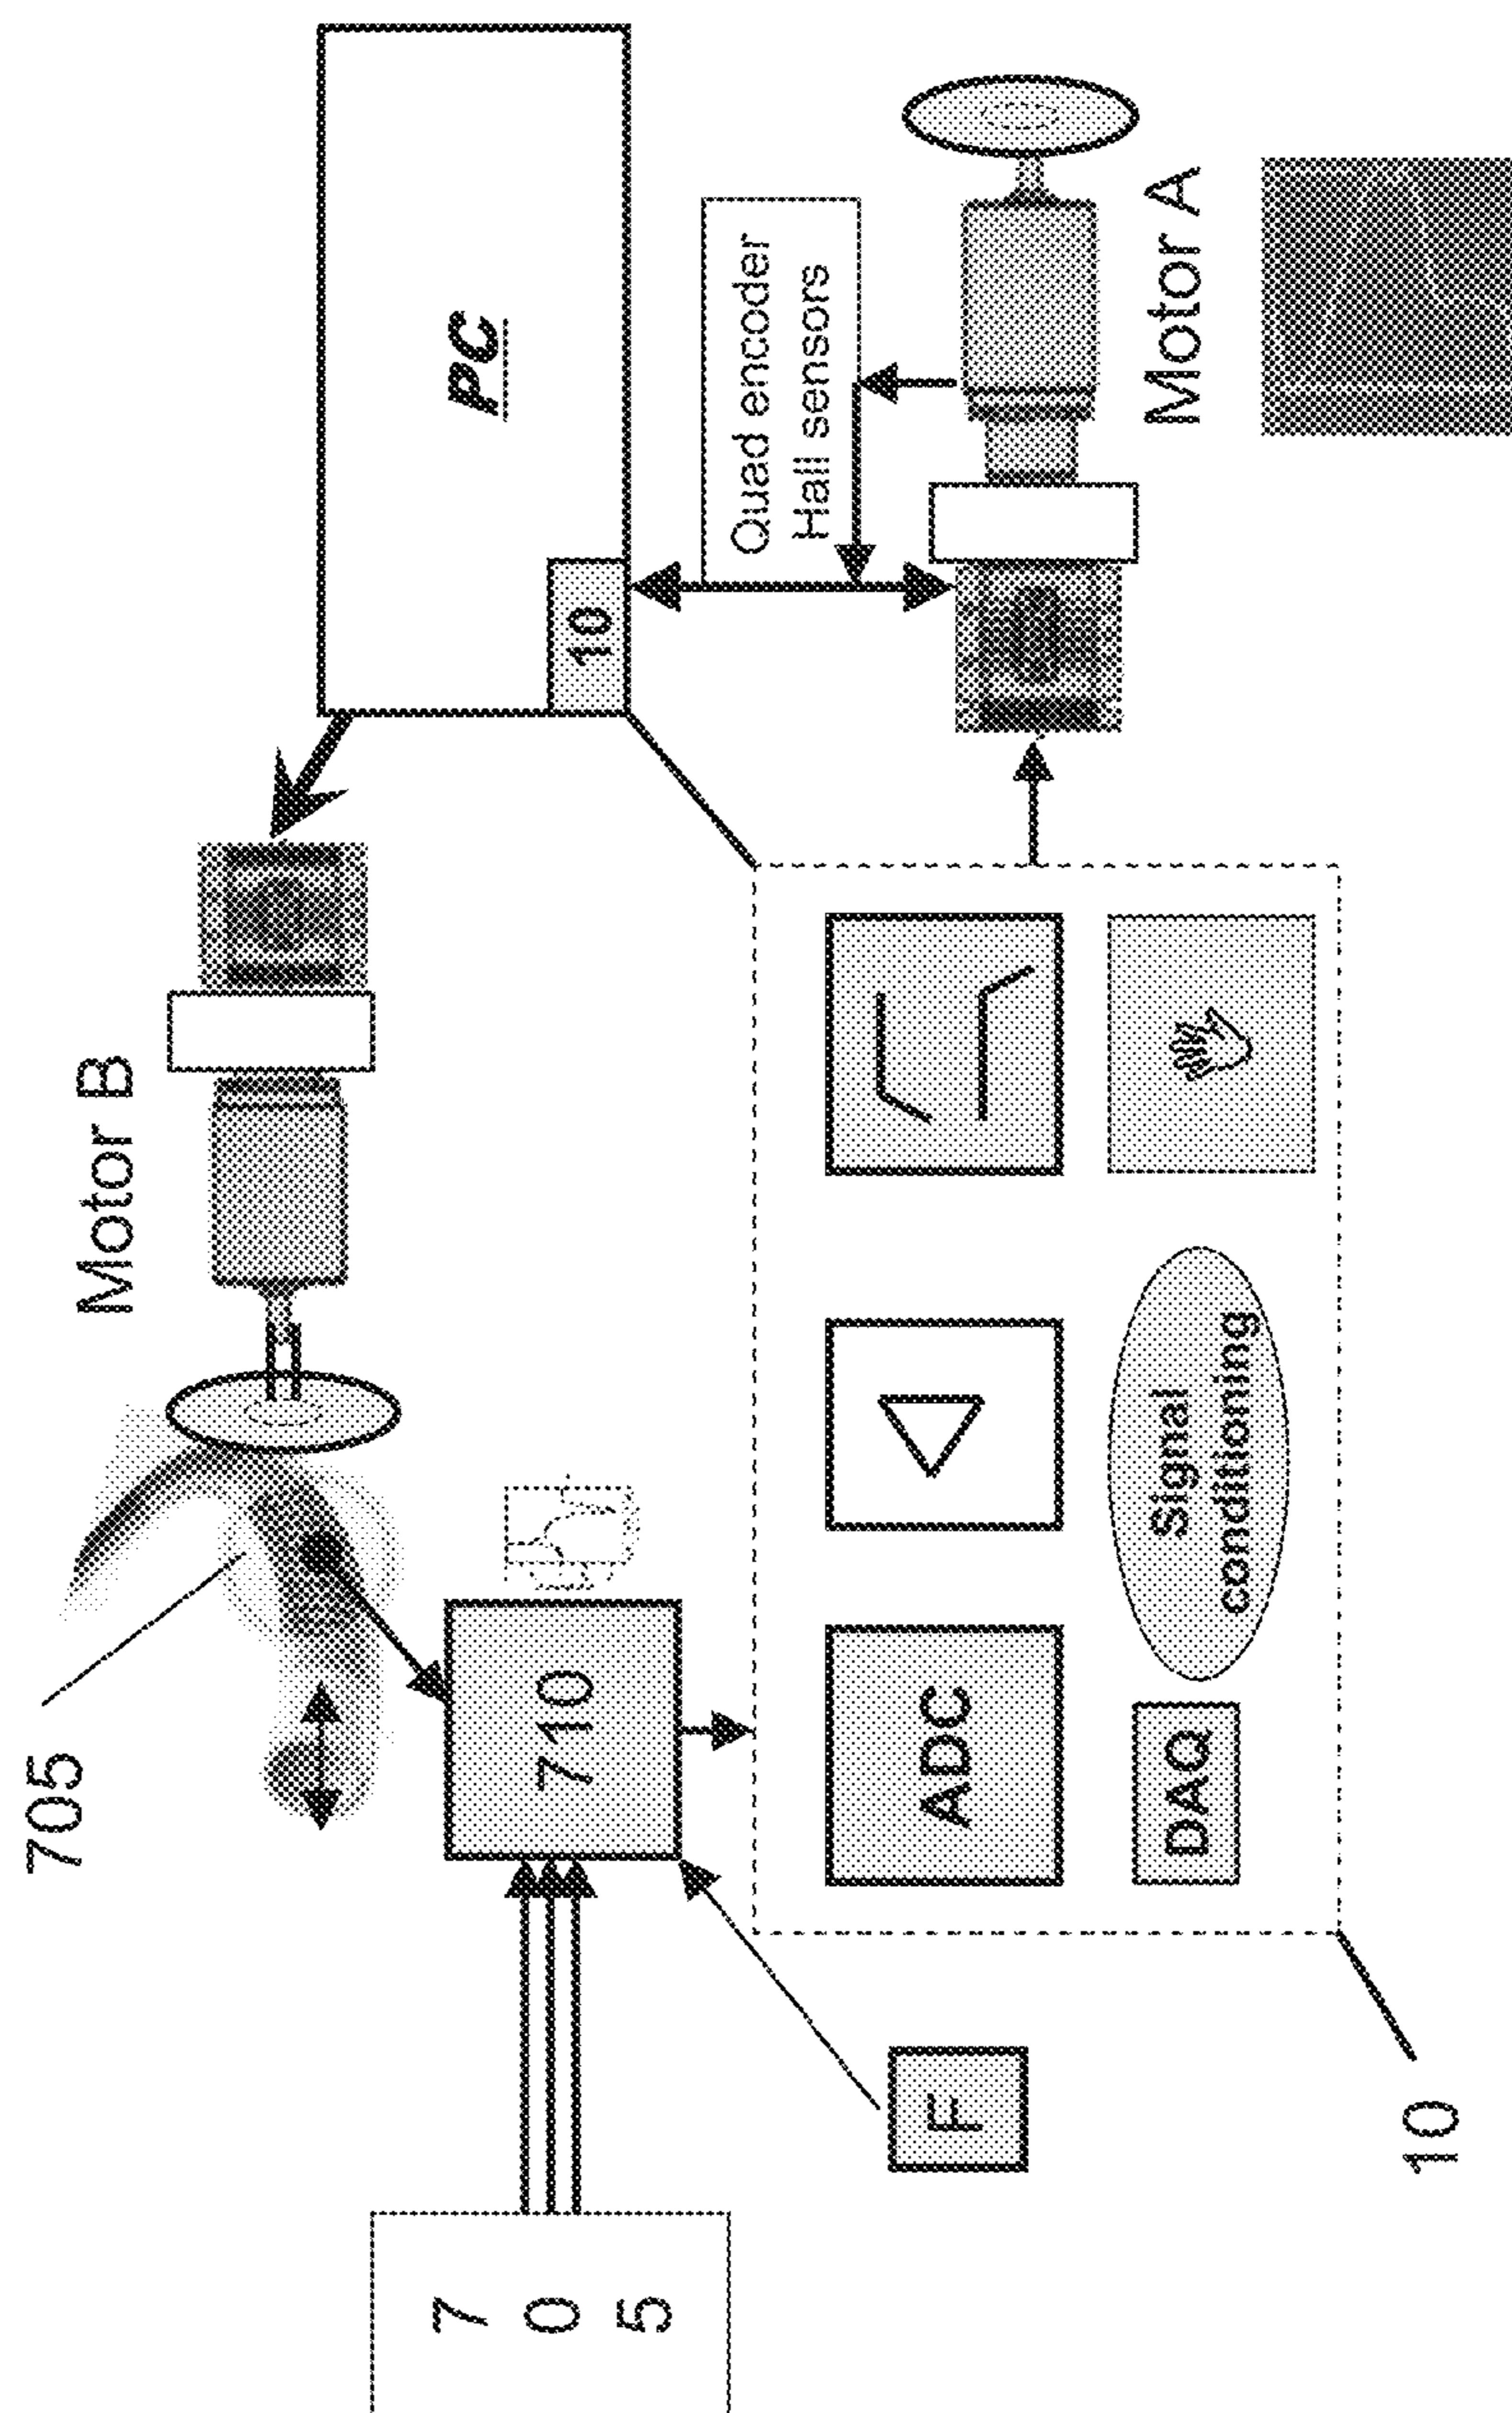 705
Motor B
PC
10
710
7
0
5
Quad encoder
Hall sensors
F
ADC
DAQ
Signal
conditioning
Motor A
10